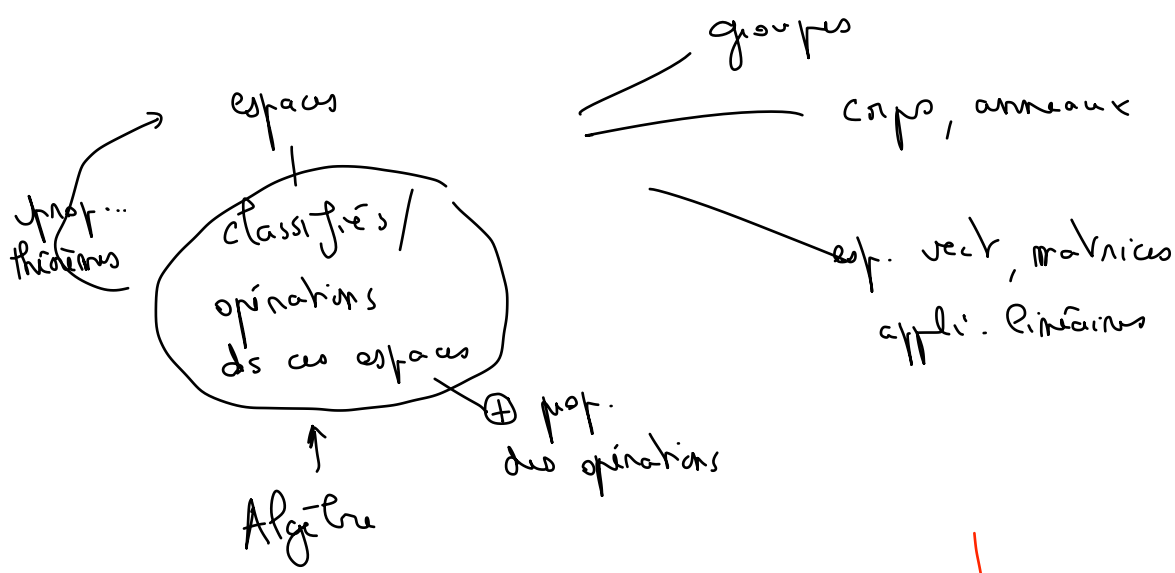 groupes
espaces
corps, anneaux
prop...
théorèmes
classifiés /
opérations
ds ces espaces
esp. vect, matrices
appli. linéaires
⊕ prop.
des opérations
Algèbre